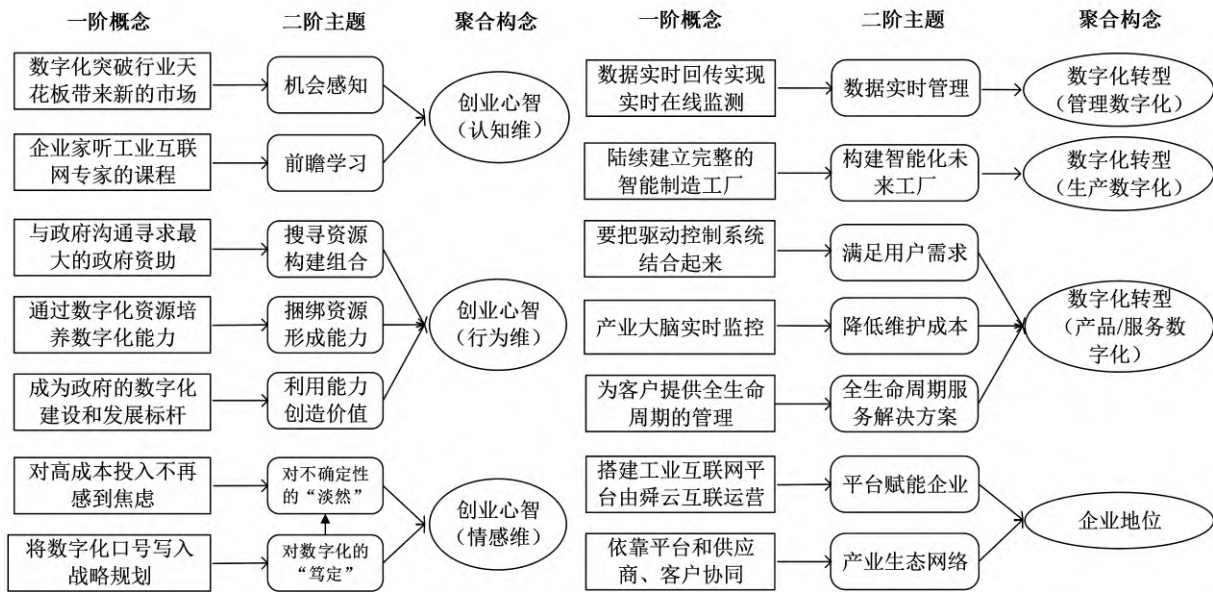 一阶概念
二阶主题
聚合构念
数字化突破行业天
花板带来新的市场
机会感知
创业心智
（认知维）
企业家听工业互联
网专家的课程
前瞻学习
与政府沟通寻求最
大的政府资助
搜寻资源
构建组合
通过数字化资源培
养数字化能力
捆绑资源
形成能力
创业心智
（行为维）
成为政府的数字化
建设和发展标杆
利用能力
创造价值
对高成本投入不再
感到焦虑
对不确定性
的“淡然”
创业心智
（情感维）
将数字化口号写入
战略规划
对数字化的
“笃定”
一阶概念
二阶主题
聚合构念
数据实时回传实现
实时在线监测
数据实时管理
数字化转型
（管理数字化）
陆续建立完整的
智能制造工厂
构建智能化未
来工厂
数字化转型
（生产数字化）
要把驱动控制系统
结合起来
满足用户需求
产业大脑实时监控
降低维护成本
数字化转型
（产品/服务数
字化）
为客户提供全生命
周期的管理
全生命周期服
务解决方案
搭建工业互联网平
台由舜云互联运营
平台赋能企业
企业地位
依靠平台和供应
商、客户协同
产业生态网络